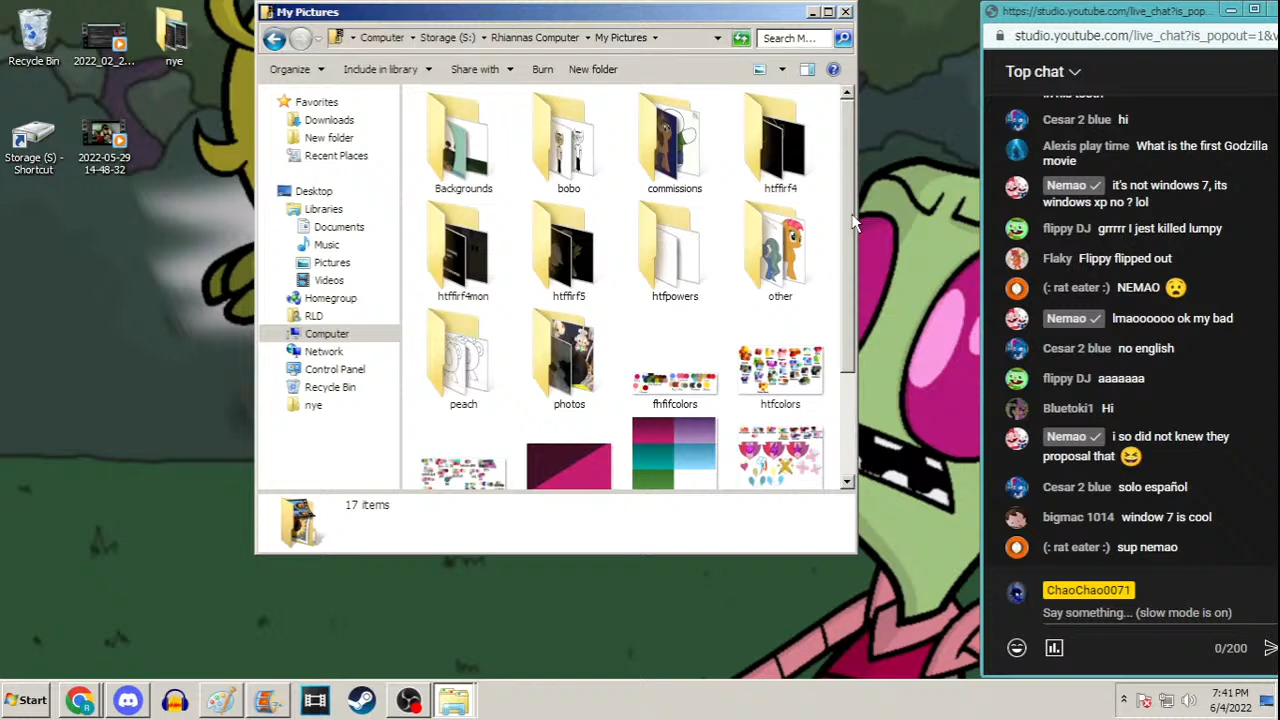 Recycle Bin
2022_02_2...
nye
Storage (S) -
Shortcut
2022-05-29
14-48-32
My Pictures
Computer
Storage (S:)
Rhiannas Computer
My Pictures
Search M...
Organize
Include in library
Share with
Burn
New folder
Favorites
Downloads
New folder
Recent Places
Desktop
Libraries
Documents
Music
Pictures
Videos
Homegroup
RLD
Computer
Network
Control Panel
Recycle Bin
nye
Backgrounds
bobo
commissions
htffirf4
htffirf4mon
htffirf5
htfpowers
other
peach
photos
fhfifcolors
htfcolors
17 items
https://studio.youtube.com/live_chat?is_pop...
studio.youtube.com/live_chat?is_popout=1&v
Top chat
Cesar 2 blue hi
Alexis play time What is the first Godzilla
movie
Nemao it's not windows 7, its
windows xp no ? lol
flippy DJ grrrrr I jest killed lumpy
Flaky Flippy flipped out
(: rat eater :) NEMAO 😧
Nemao lmaoooooo ok my bad
Cesar 2 blue no english
flippy DJ aaaaaaa
Bluetoki1 Hi
Nemao i so did not knew they
proposal that 😆
Cesar 2 blue solo español
bigmac 1014 window 7 is cool
(: rat eater :) sup nemao
ChaoChao0071
Say something... (slow mode is on)
0/200
Start
7:41 PM
6/4/2022